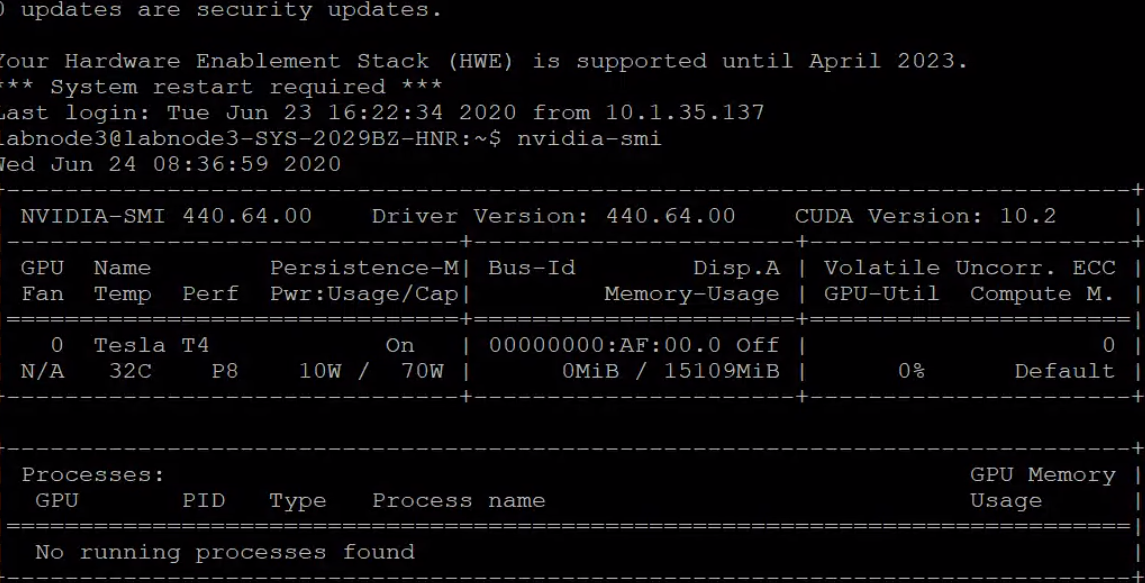 0 updates are security updates.
Your Hardware Enablement Stack (HWE) is supported until April 2023.
*** System restart required ***
Last login: Tue Jun 23 16:22:34 2020 from 10.1.35.137
labnode3@labnode3-SYS-2029BZ-HNR:~$ nvidia-smi
Wed Jun 24 08:36:59 2020
+-----------------------------------------------------------------------------+
| NVIDIA-SMI 440.64.00    Driver Version: 440.64.00    CUDA Version: 10.2     |
|-------------------------------+----------------------+----------------------+
| GPU  Name        Persistence-M| Bus-Id        Disp.A | Volatile Uncorr. ECC |
| Fan  Temp  Perf  Pwr:Usage/Cap|         Memory-Usage | GPU-Util  Compute M. |
|===============================+======================+======================|
|   0  Tesla T4            On   | 00000000:AF:00.0 Off |                    0 |
| N/A   32C    P8    10W /  70W |      0MiB / 15109MiB |      0%      Default |
+-------------------------------+----------------------+----------------------+
+-----------------------------------------------------------------------------+
| Processes:                                                       GPU Memory |
|  GPU       PID   Type   Process name                             Usage      |
|=============================================================================|
|  No running processes found                                                 |
+-----------------------------------------------------------------------------+